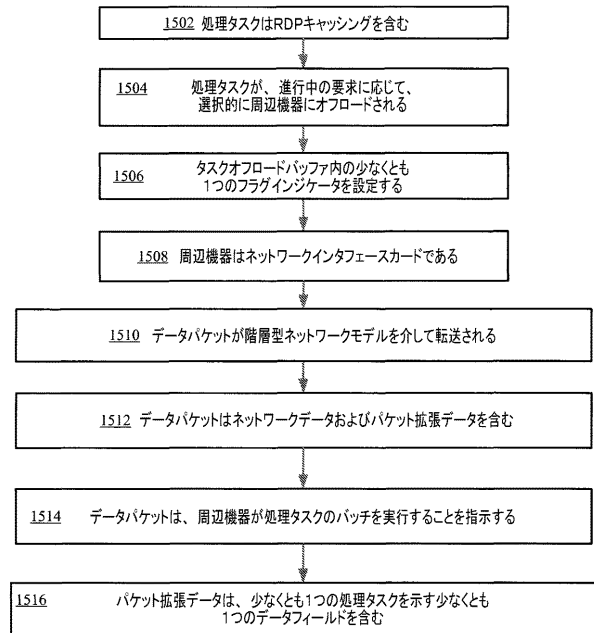 1502 処理タスクはRDPキャッシングを含む
1504 処理タスクが、進行中の要求に応じて、
選択的に周辺機器にオフロードされる
1506 タスクオフロードバッファ内の少なくとも
1つのフラグインジケータを設定する
1508 周辺機器はネットワークインタフェースカードである
1510 データパケットが階層型ネットワークモデルを介して転送される
1512 データパケットはネットワークデータおよびパケット拡張データを含む
1514 データパケットは、周辺機器が処理タスクのバッチを実行することを指示する
1516 パケット拡張データは、少なくとも1つの処理タスクを示す少なくとも
1つのデータフィールドを含む